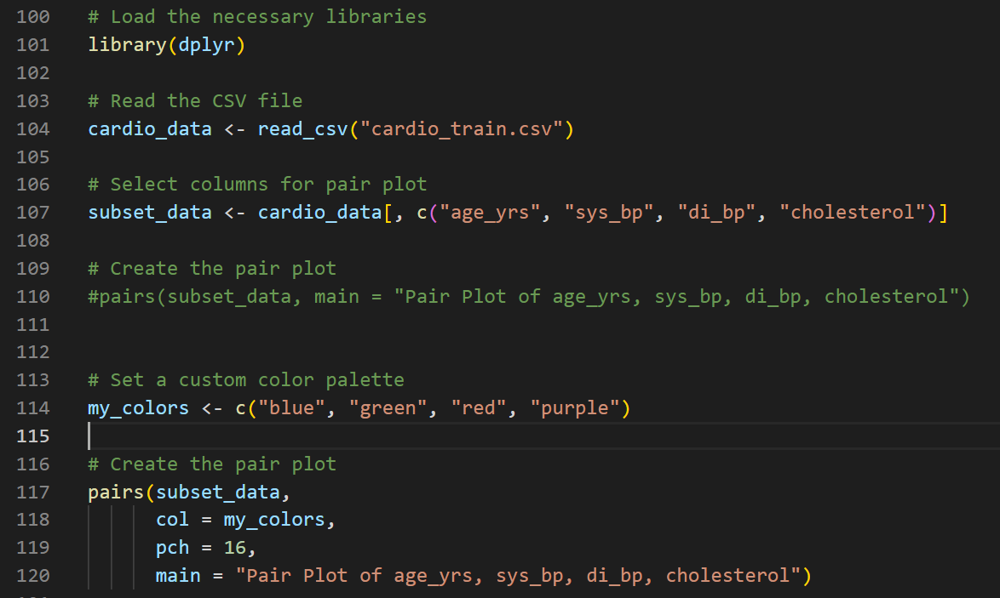 100 # Load the necessary libraries
101 library(dplyr)
102
103 # Read the CSV file
104 cardio_data <- read_csv("cardio_train.csv")
105
106 # Select columns for pair plot
107 subset_data <- cardio_data[, c("age_yrs", "sys_bp", "di_bp", "cholesterol")]
108
109 # Create the pair plot
110 #pairs(subset_data, main = "Pair Plot of age_yrs, sys_bp, di_bp, cholesterol")
111
112
113 # Set a custom color palette
114 my_colors <- c("blue", "green", "red", "purple")
115
116 # Create the pair plot
117 pairs(subset_data,
118       col = my_colors,
119       pch = 16,
120       main = "Pair Plot of age_yrs, sys_bp, di_bp, cholesterol")